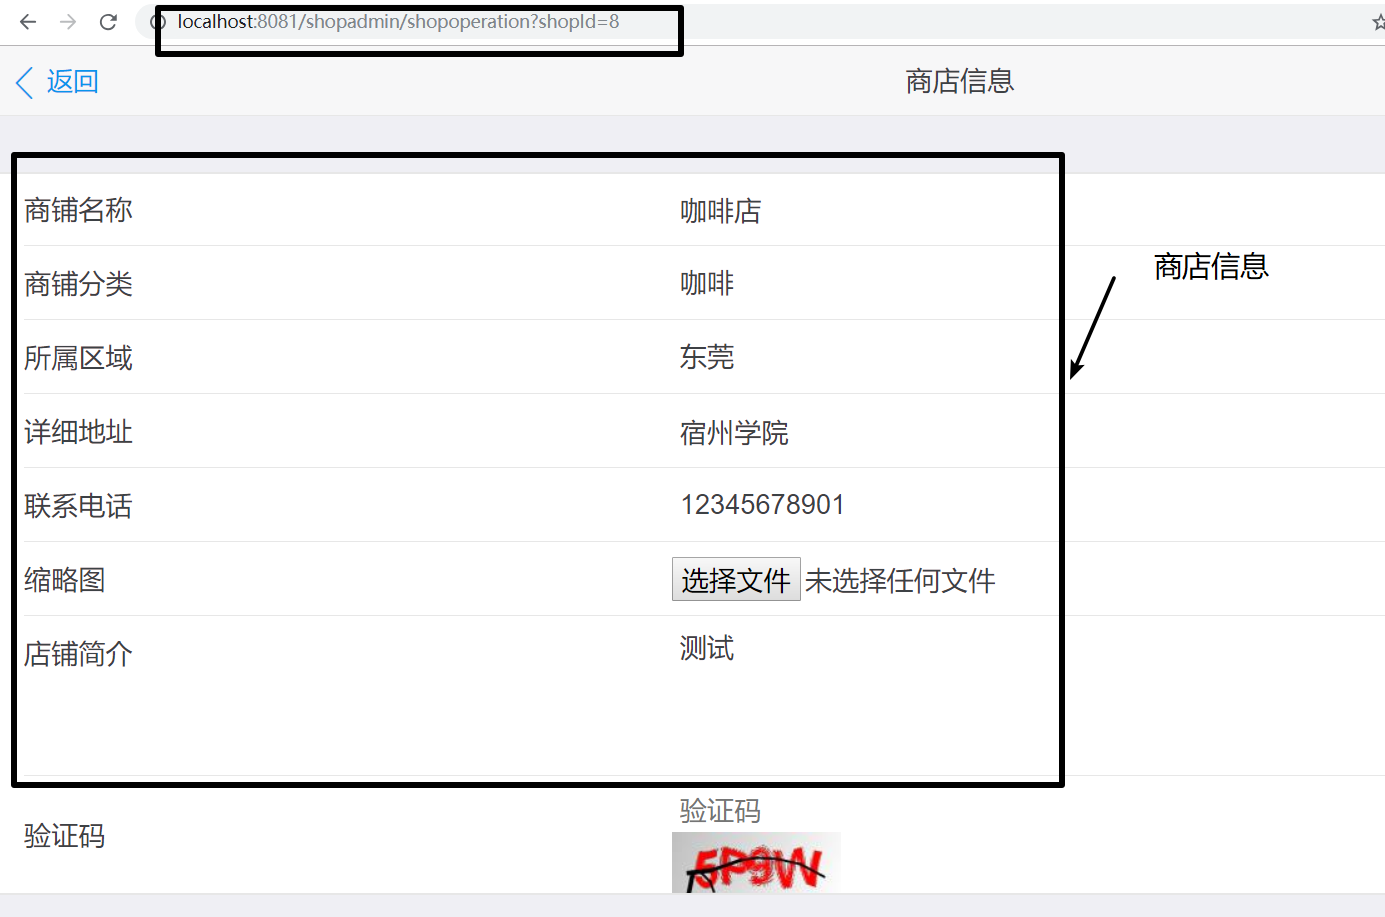 localhost:8081/shopadmin/shopoperation?shopId=8
返回
商店信息
商铺名称 咖啡店
商店信息
商铺分类 咖啡
所属区域 东莞
详细地址 宿州学院
联系电话 12345678901
缩略图 选择文件 未选择任何文件
店铺简介 测试
验证码 验证码
5P9W